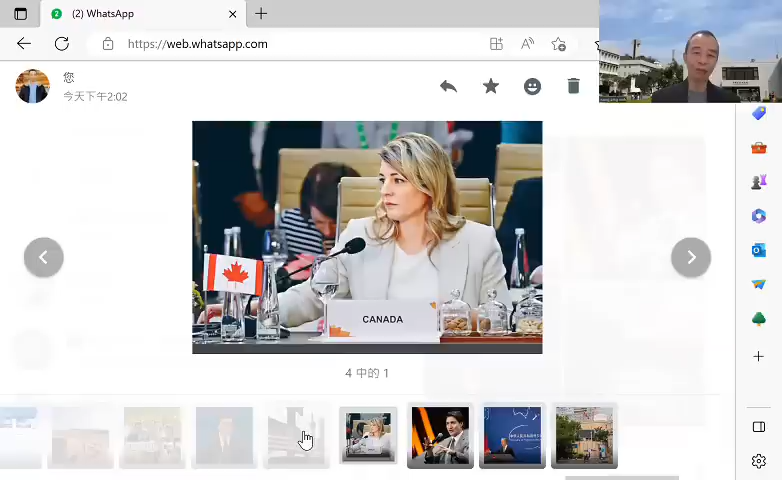 (2) WhatsApp
https://web.whatsapp.com
您
今天下午2:02
CANADA
4 中的 1